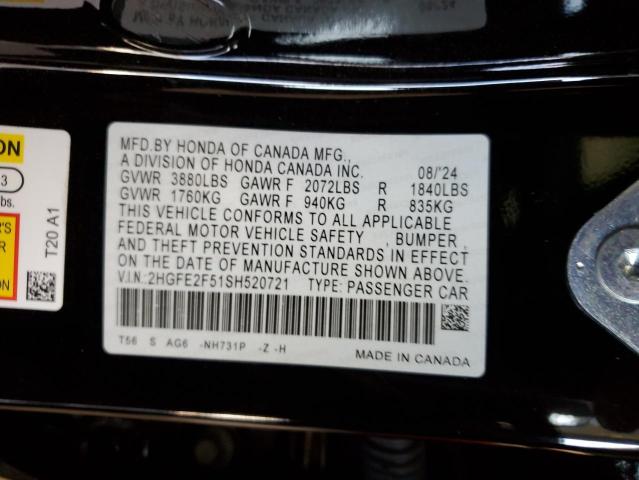 MFD.BY HONDA OF CANADA MFG.,
A DIVISION OF HONDA CANADA INC. 08/'24
GVWR 3880LBS GAWR F 2072LBS R 1840LBS
GVWR 1760KG GAWR F 940KG R 835KG
THIS VEHICLE CONFORMS TO ALL APPLICABLE
FEDERAL MOTOR VEHICLE SAFETY , BUMPER ,
AND THEFT PREVENTION STANDARDS IN EFFECT
ON THE DATE OF MANUFACTURE SHOWN ABOVE.
V.I.N.:2HGFE2F51SH520721 TYPE: PASSENGER CAR
T56 S AG6 -NH731P -Z -H
MADE IN CANADA
ON
3
bs.
'S
R
R
ION
T20 A1